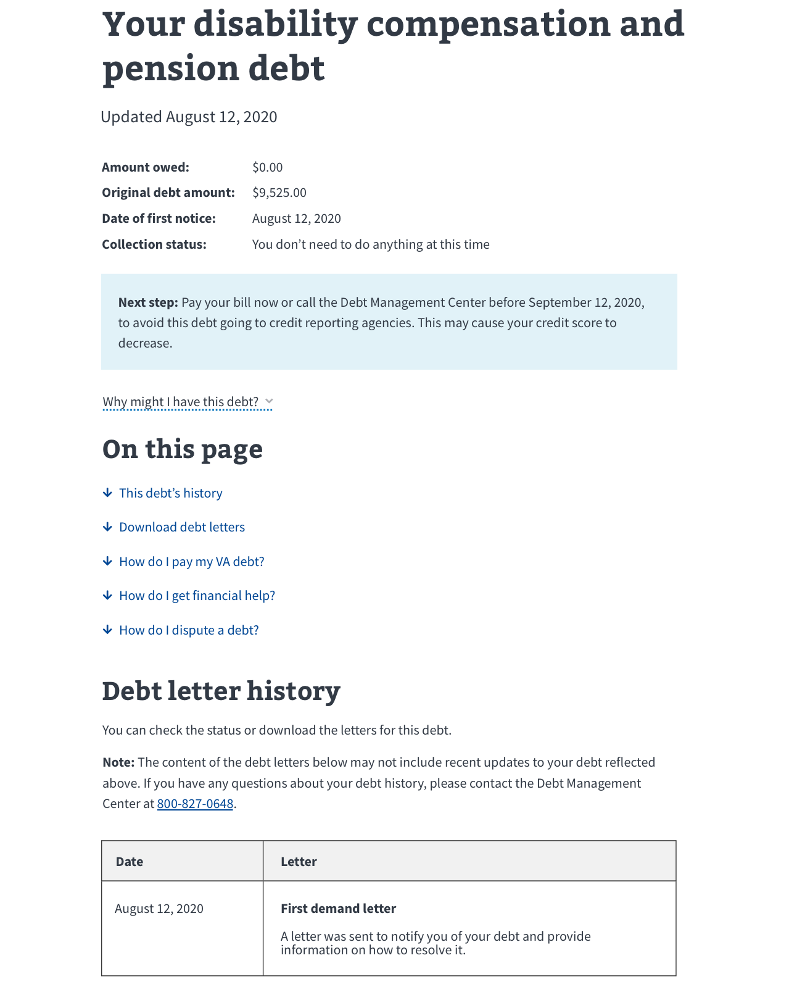 Your disability compensation and
pension debt
Updated August 12, 2020
Amount owed: $0.00
Original debt amount: $9,525.00
Date of first notice: August 12, 2020
Collection status: You don’t need to do anything at this time
Next step: Pay your bill now or call the Debt Management Center before September 12, 2020,
to avoid this debt going to credit reporting agencies. This may cause your credit score to
decrease.
Why might I have this debt?
On this page
This debt’s history
Download debt letters
How do I pay my VA debt?
How do I get financial help?
How do I dispute a debt?
Debt letter history
You can check the status or download the letters for this debt.
Note: The content of the debt letters below may not include recent updates to your debt reflected
above. If you have any questions about your debt history, please contact the Debt Management
Center at 800-827-0648.
Date Letter
August 12, 2020 First demand letter
A letter was sent to notify you of your debt and provide
information on how to resolve it.